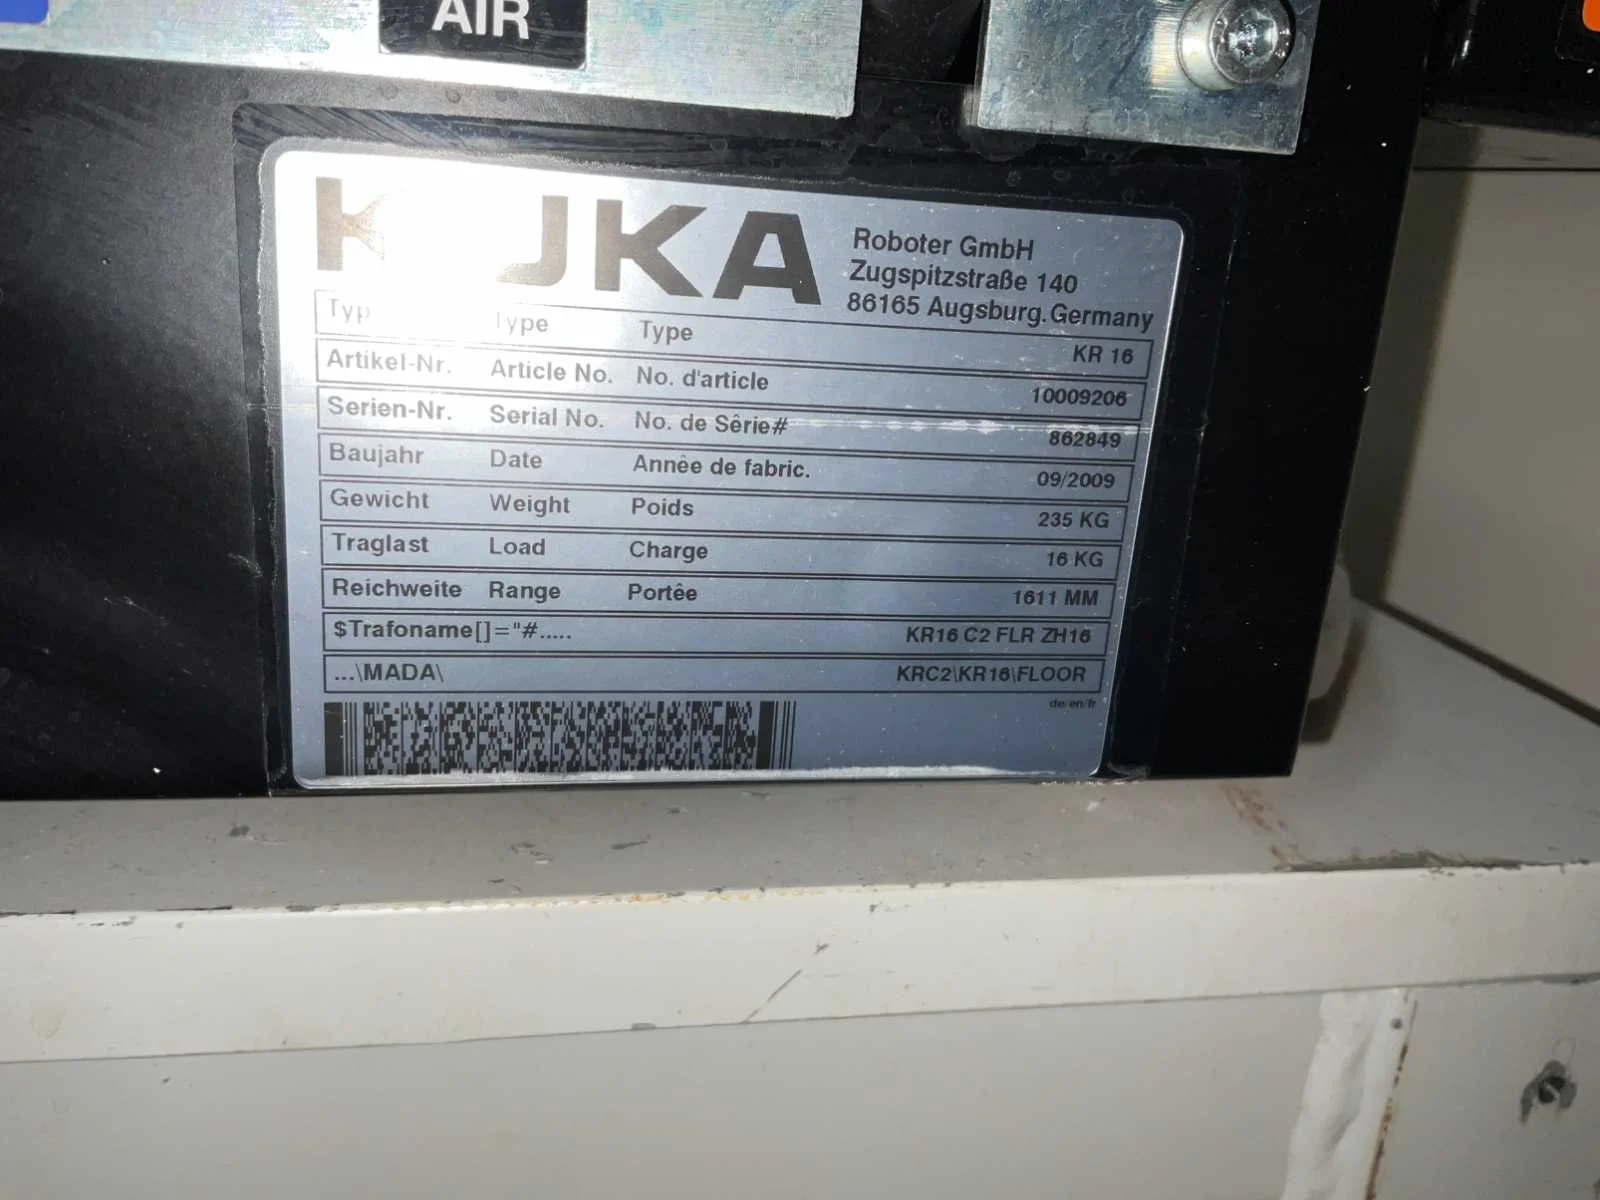 AIR
KUKA
Roboter GmbH
Zugspitzstraße 140
86165 Augsburg.Germany
Typ Type Type KR 16
Artikel-Nr. Article No. No. d'article 10009206
Serien-Nr. Serial No. No. de Sêrie# 862849
Baujahr Date Annêe de fabric. 09/2009
Gewicht Weight Poids 235 KG
Traglast Load Charge 16 KG
Reichweite Range Portêe 1611 MM
$Trafoname[]="#..... KR16 C2 FLR ZH16
...\MADA\ KRC2\KR16\FLOOR
de/en/fr